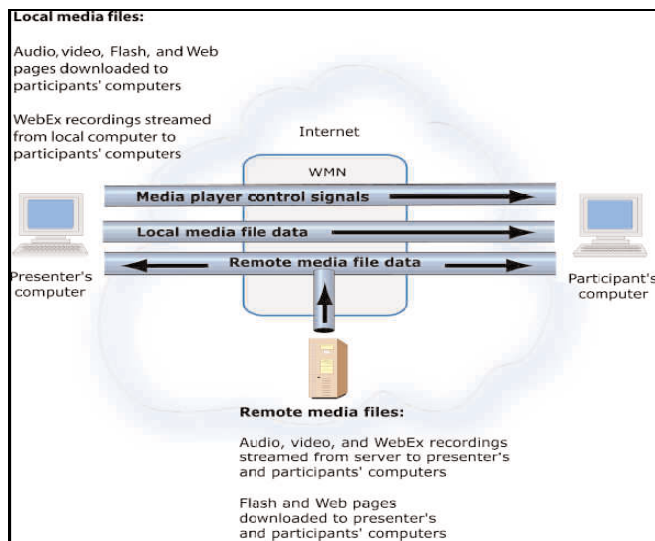 Local media files:
Audio, video, Flash, and Web
pages downloaded to
participants' computers
WebEx recordings streamed
from local computer to
participants' computers
Internet
WMN
Media player control signals
Local media file data
Remote media file data
Presenter's
computer
Participant's
computer
Remote media files:
Audio, video, and WebEx recordings
streamed from server to presenter's
and participants' computers
Flash and Web pages
downloaded to presenter's
and participants' computers